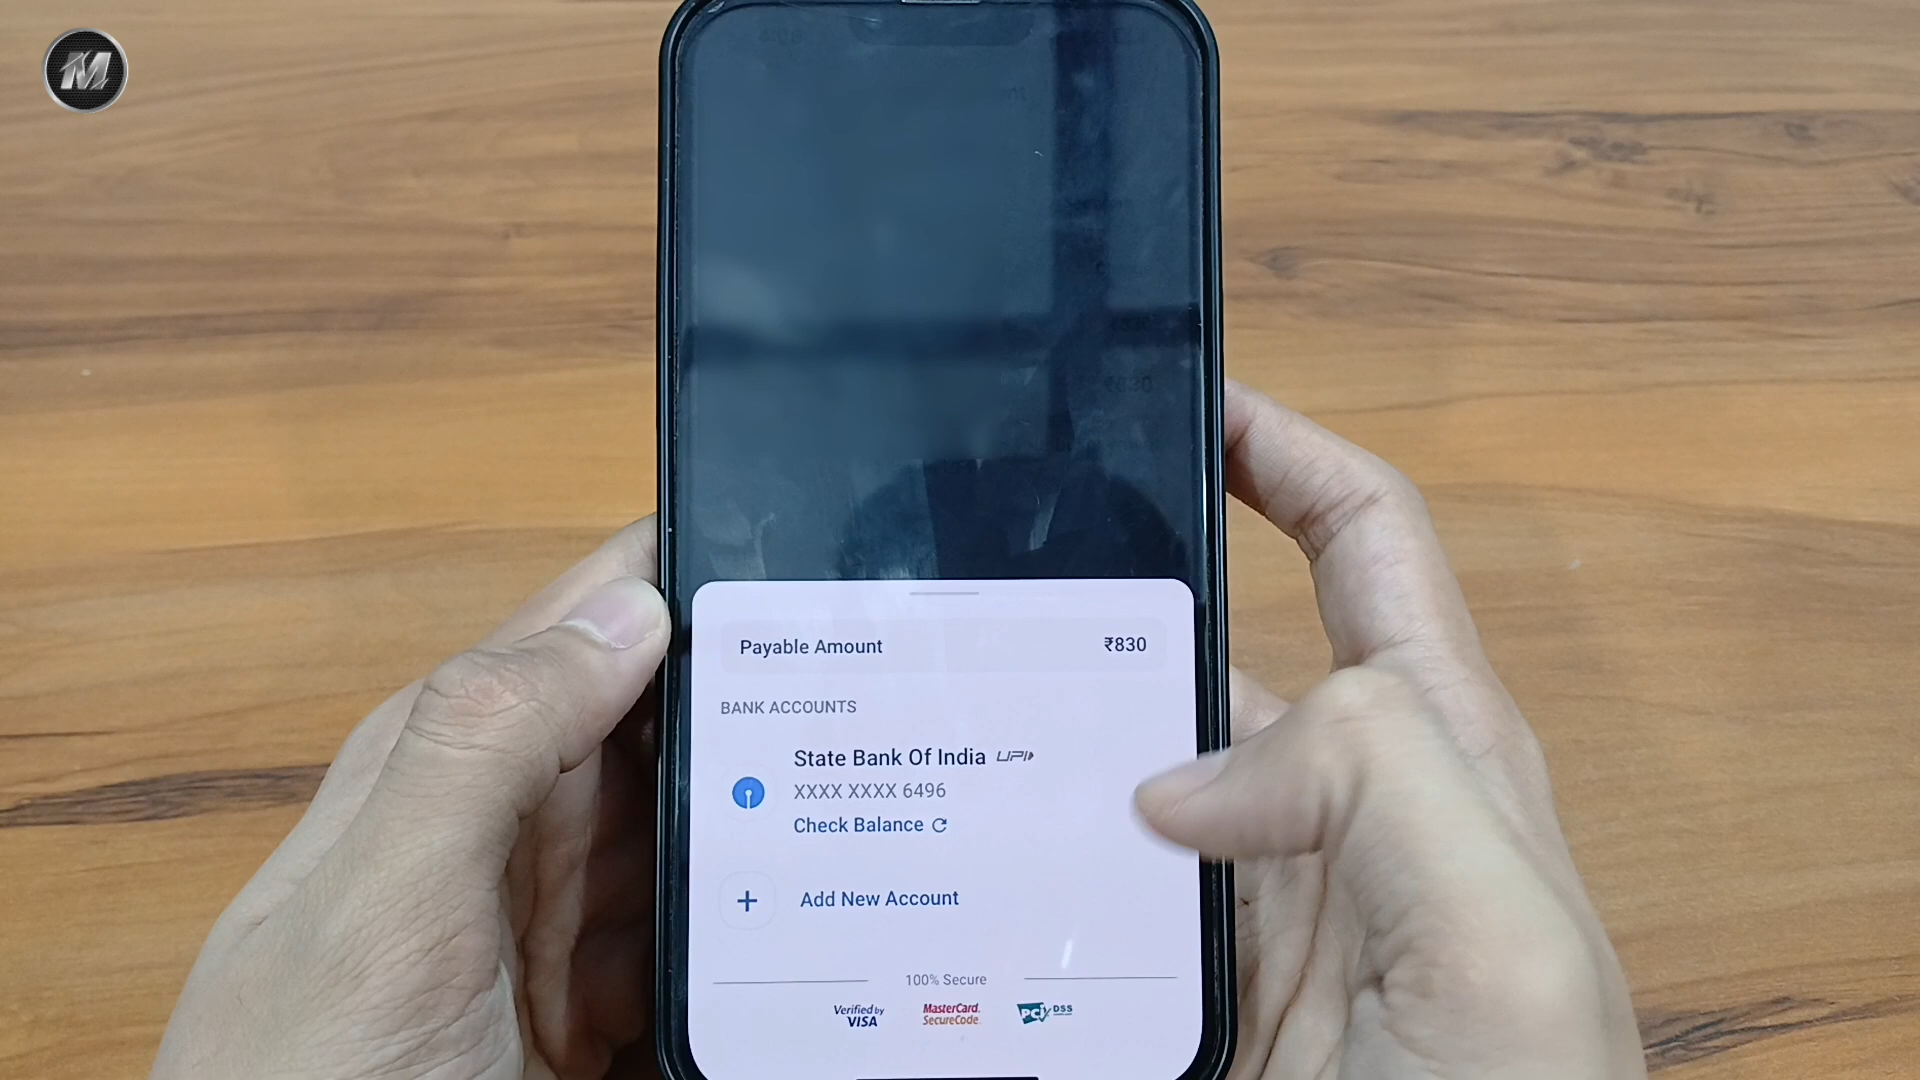 M
Payable Amount ₹830
BANK ACCOUNTS
State Bank Of India UPI
XXXX XXXX 6496
Check Balance
+ Add New Account
100% Secure
Verified by VISA
MasterCard. SecureCode.
PCI DSS